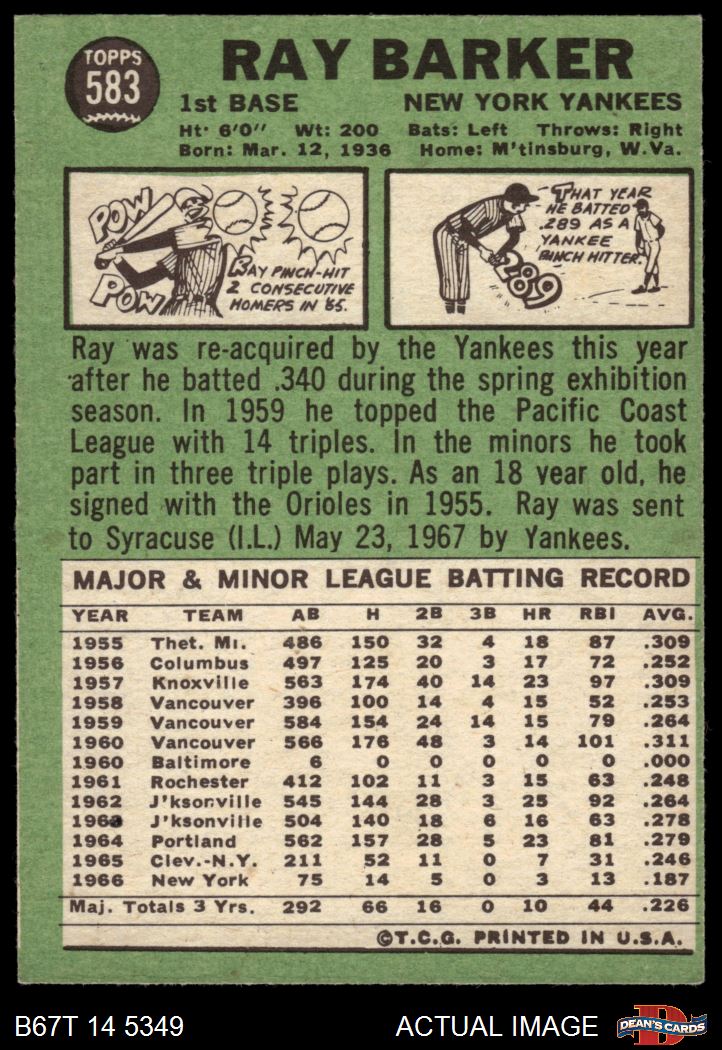 TOPPS
583
RAY BARKER
1st BASE NEW YORK YANKEES
Ht: 6'0" Wt: 200 Bats: Left Throws: Right
Born: Mar. 12, 1936 Home: M'tinsburg, W.Va.
POW
POW
RAY PINCH-HIT
2 CONSECUTIVE
HOMERS IN '65.
THAT YEAR
HE BATTED
.289 AS A
YANKEE
PINCH HITTER.
289
Ray was re-acquired by the Yankees this year
after he batted .340 during the spring exhibition
season. In 1959 he topped the Pacific Coast
League with 14 triples. In the minors he took
part in three triple plays. As an 18 year old, he
signed with the Orioles in 1955. Ray was sent
to Syracuse (I.L.) May 23, 1967 by Yankees.
MAJOR & MINOR LEAGUE BATTING RECORD
YEAR TEAM AB H 2B 3B HR RBI AVG.
1955 Thet. Mi. 486 150 32 4 18 87 .309
1956 Columbus 497 125 20 3 17 72 .252
1957 Knoxville 563 174 40 14 23 97 .309
1958 Vancouver 396 100 14 4 15 52 .253
1959 Vancouver 584 154 24 14 15 79 .264
1960 Vancouver 566 176 48 3 14 101 .311
1960 Baltimore 6 0 0 0 0 0 .000
1961 Rochester 412 102 11 3 15 63 .248
1962 J'ksonville 545 144 28 3 25 92 .264
1963 J'ksonville 504 140 18 6 16 63 .278
1964 Portland 562 157 28 5 23 81 .279
1965 Clev.-N.Y. 211 52 11 0 7 31 .246
1966 New York 75 14 5 0 3 13 .187
Maj. Totals 3 Yrs. 292 66 16 0 10 44 .226
©T.C.G. PRINTED IN U.S.A.
B67T 14 5349 ACTUAL IMAGE
D
DEAN'S CARDS